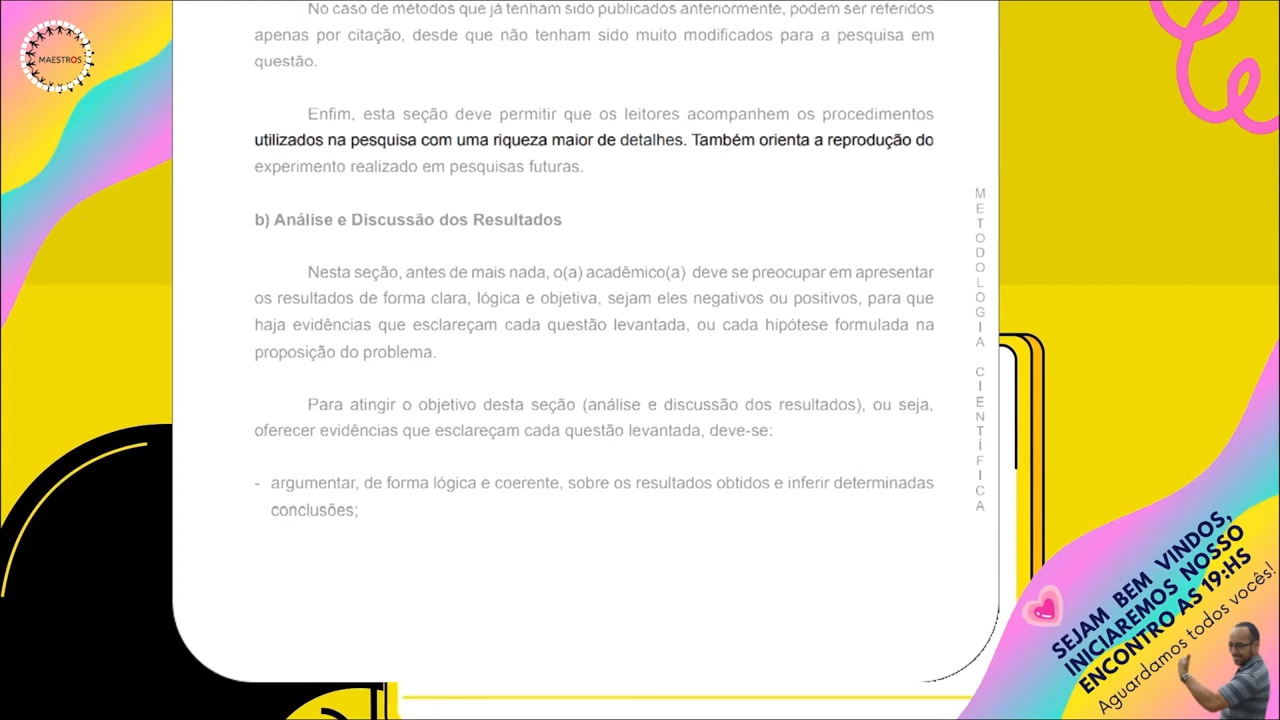 MAESTROS
No caso de métodos que já tenham sido publicados anteriormente, podem ser referidos
apenas por citação, desde que não tenham sido muito modificados para a pesquisa em
questão.
Enfim, esta seção deve permitir que os leitores acompanhem os procedimentos
utilizados na pesquisa com uma riqueza maior de detalhes. Também orienta a reprodução do
experimento realizado em pesquisas futuras.
b) Análise e Discussão dos Resultados
Nesta seção, antes de mais nada, o(a) acadêmico(a) deve se preocupar em apresentar
os resultados de forma clara, lógica e objetiva, sejam eles negativos ou positivos, para que
haja evidências que esclareçam cada questão levantada, ou cada hipótese formulada na
proposição do problema.
Para atingir o objetivo desta seção (análise e discussão dos resultados), ou seja,
oferecer evidências que esclareçam cada questão levantada, deve-se:
- argumentar, de forma lógica e coerente, sobre os resultados obtidos e inferir determinadas
conclusões;
METODOLOGIA CIENTÍFICA
SEJAM BEM VINDOS,
INICIAREMOS NOSSO
ENCONTRO AS 19:HS
Aguardamos todos vocês!